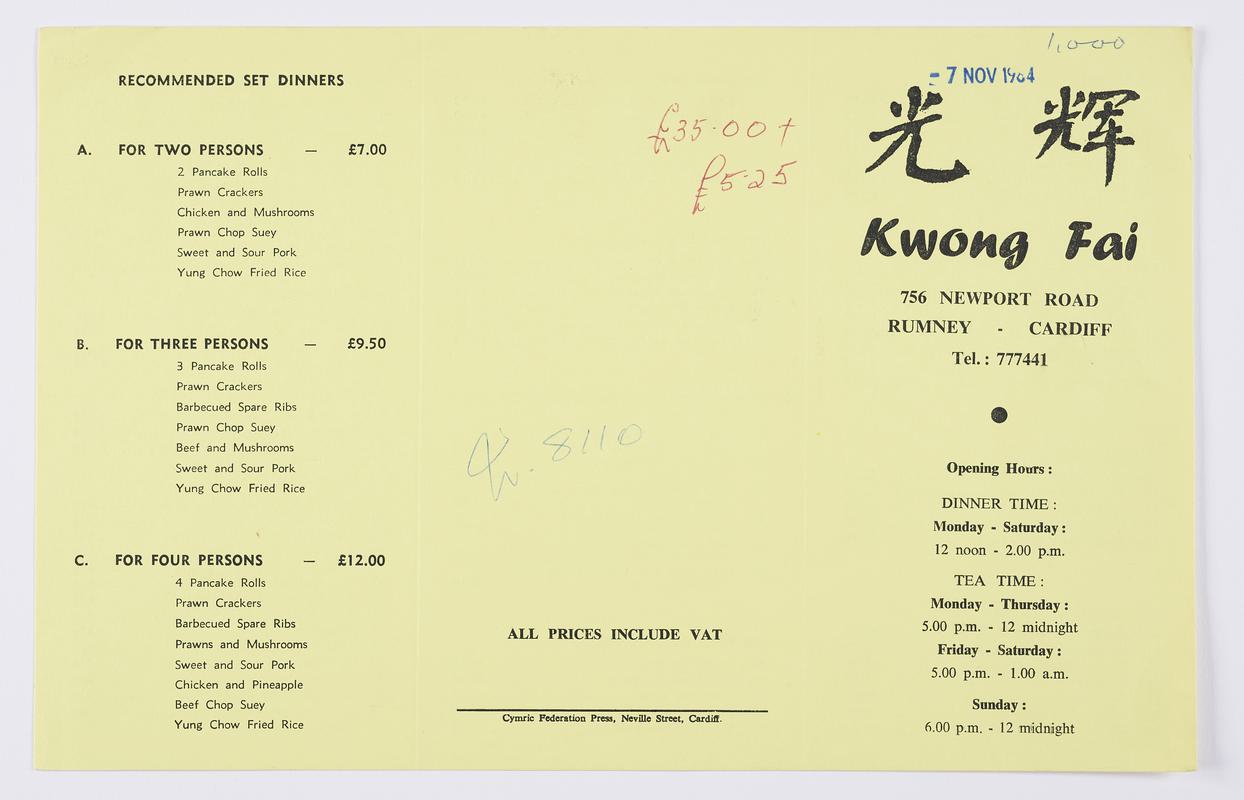 RECOMMENDED SET DINNERS
A. FOR TWO PERSONS — £7.00
2 Pancake Rolls
Prawn Crackers
Chicken and Mushrooms
Prawn Chop Suey
Sweet and Sour Pork
Yung Chow Fried Rice
B. FOR THREE PERSONS — £9.50
3 Pancake Rolls
Prawn Crackers
Barbecued Spare Ribs
Prawn Chop Suey
Beef and Mushrooms
Sweet and Sour Pork
Yung Chow Fried Rice
C. FOR FOUR PERSONS — £12.00
4 Pancake Rolls
Prawn Crackers
Barbecued Spare Ribs
Prawns and Mushrooms
Sweet and Sour Pork
Chicken and Pineapple
Beef Chop Suey
Yung Chow Fried Rice
£35.00 +
£5.25
8110
ALL PRICES INCLUDE VAT
Cymric Federation Press, Neville Street, Cardiff.
1,000
- 7 NOV 1984
光 輝
Kwong Fai
756 NEWPORT ROAD
RUMNEY - CARDIFF
Tel.: 777441
Opening Hours:
DINNER TIME:
Monday - Saturday:
12 noon - 2.00 p.m.
TEA TIME:
Monday - Thursday:
5.00 p.m. - 12 midnight
Friday - Saturday:
5.00 p.m. - 1.00 a.m.
Sunday:
6.00 p.m. - 12 midnight